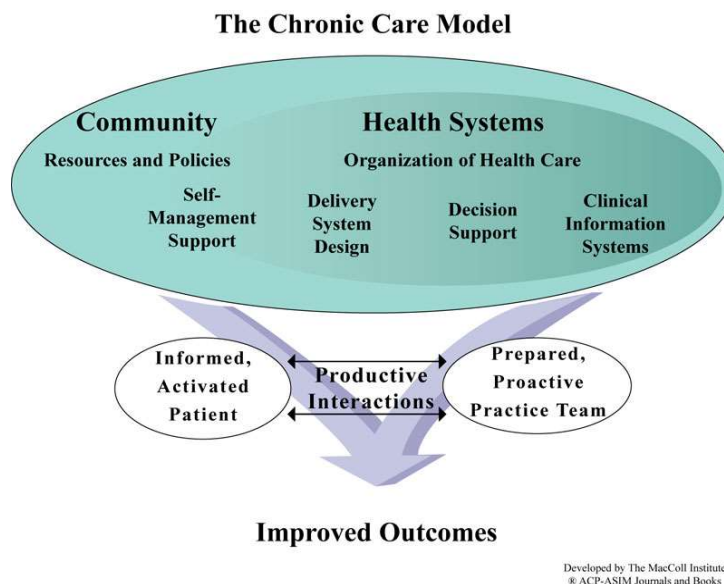 The Chronic Care Model
Community
Resources and Policies
Health Systems
Organization of Health Care
Self-
Management
Support
Delivery
System
Design
Decision
Support
Clinical
Information
Systems
Informed,
Activated
Patient
Productive
Interactions
Prepared,
Proactive
Practice Team
Improved Outcomes
Developed by The MacColl Institute
® ACP-ASIM Journals and Books